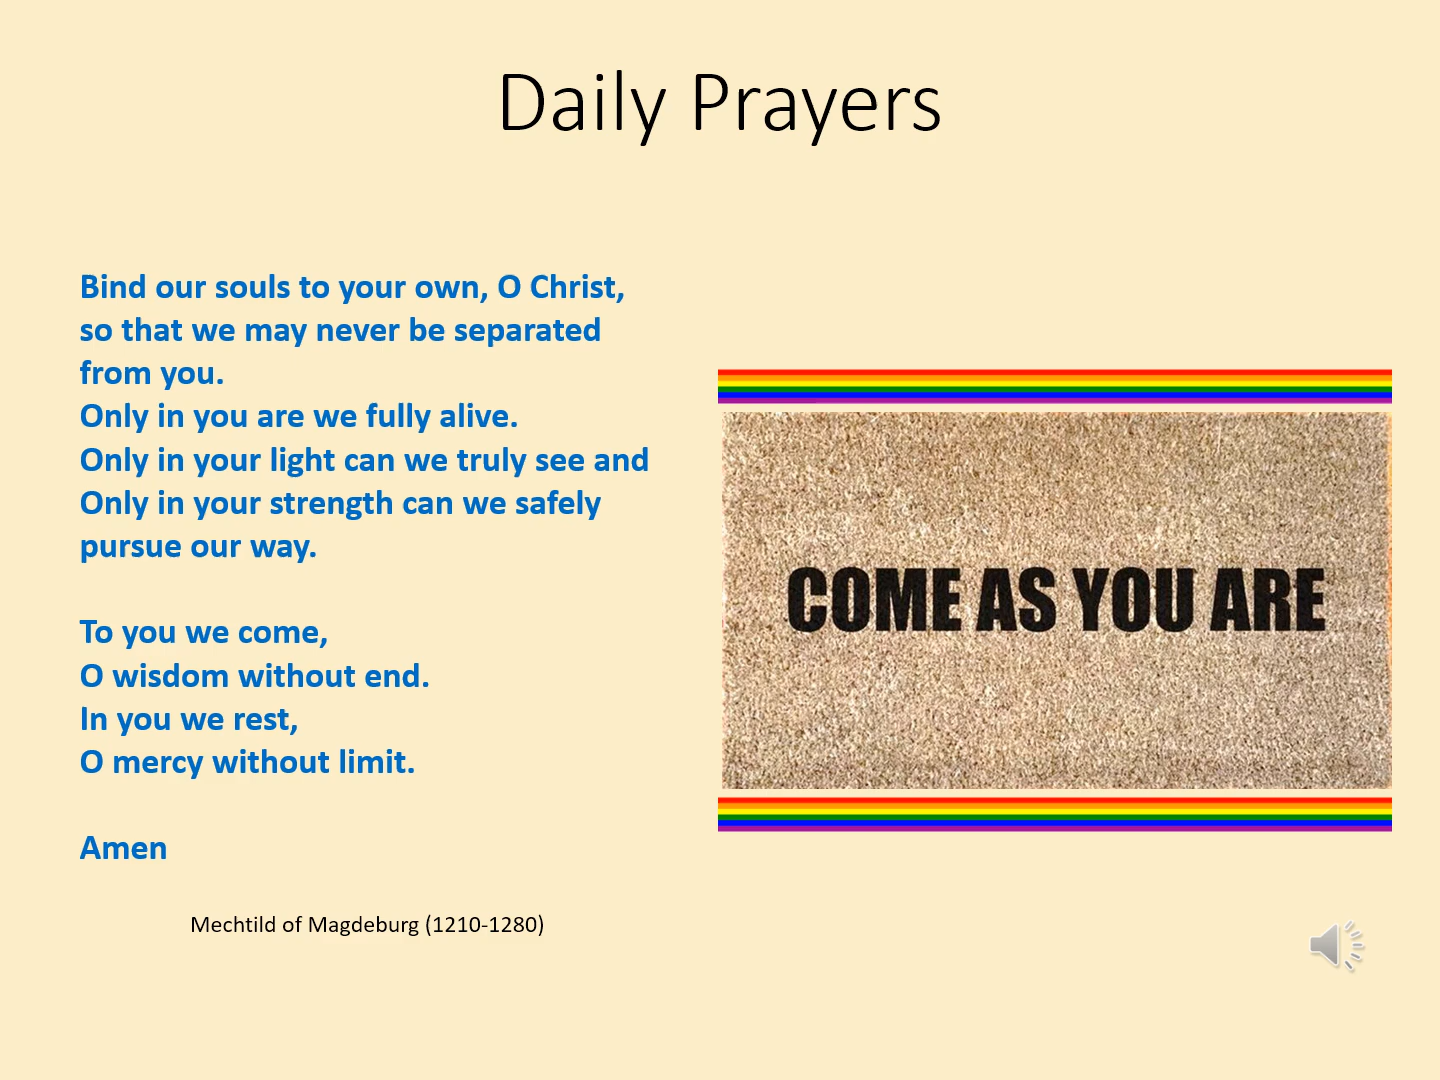 Daily Prayers
Bind our souls to your own, O Christ,
so that we may never be separated
from you.
Only in you are we fully alive.
Only in your light can we truly see and
Only in your strength can we safely
pursue our way.
To you we come,
O wisdom without end.
In you we rest,
O mercy without limit.
Amen
Mechtild of Magdeburg (1210-1280)
COME AS YOU ARE